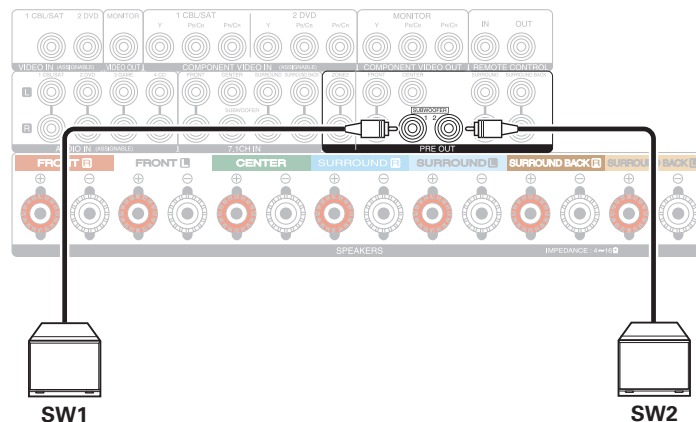 1 CBL/SAT 2 DVD MONITOR 1 CBL/SAT 2 DVD MONITOR IN OUT
Y PB/CB PR/CR Y PB/CB PR/CR Y PB/CB PR/CR
VIDEO IN (ASSIGNABLE) VIDEO OUT COMPONENT VIDEO IN (ASSIGNABLE) COMPONENT VIDEO OUT REMOTE CONTROL
1 CBL/SAT 2 DVD 3 GAME 4 CD FRONT CENTER SURROUND SURROUND BACK ZONE2 FRONT CENTER SURROUND SURROUND BACK
L
SUBWOOFER SUBWOOFER
1 2
R
AUDIO IN (ASSIGNABLE) 7.1CH IN PRE OUT
FRONT R FRONT L CENTER SURROUND R SURROUND L SURROUND BACK R SURROUND BACK L
SPEAKERS IMPEDANCE : 4~16Ω
SW1 SW2